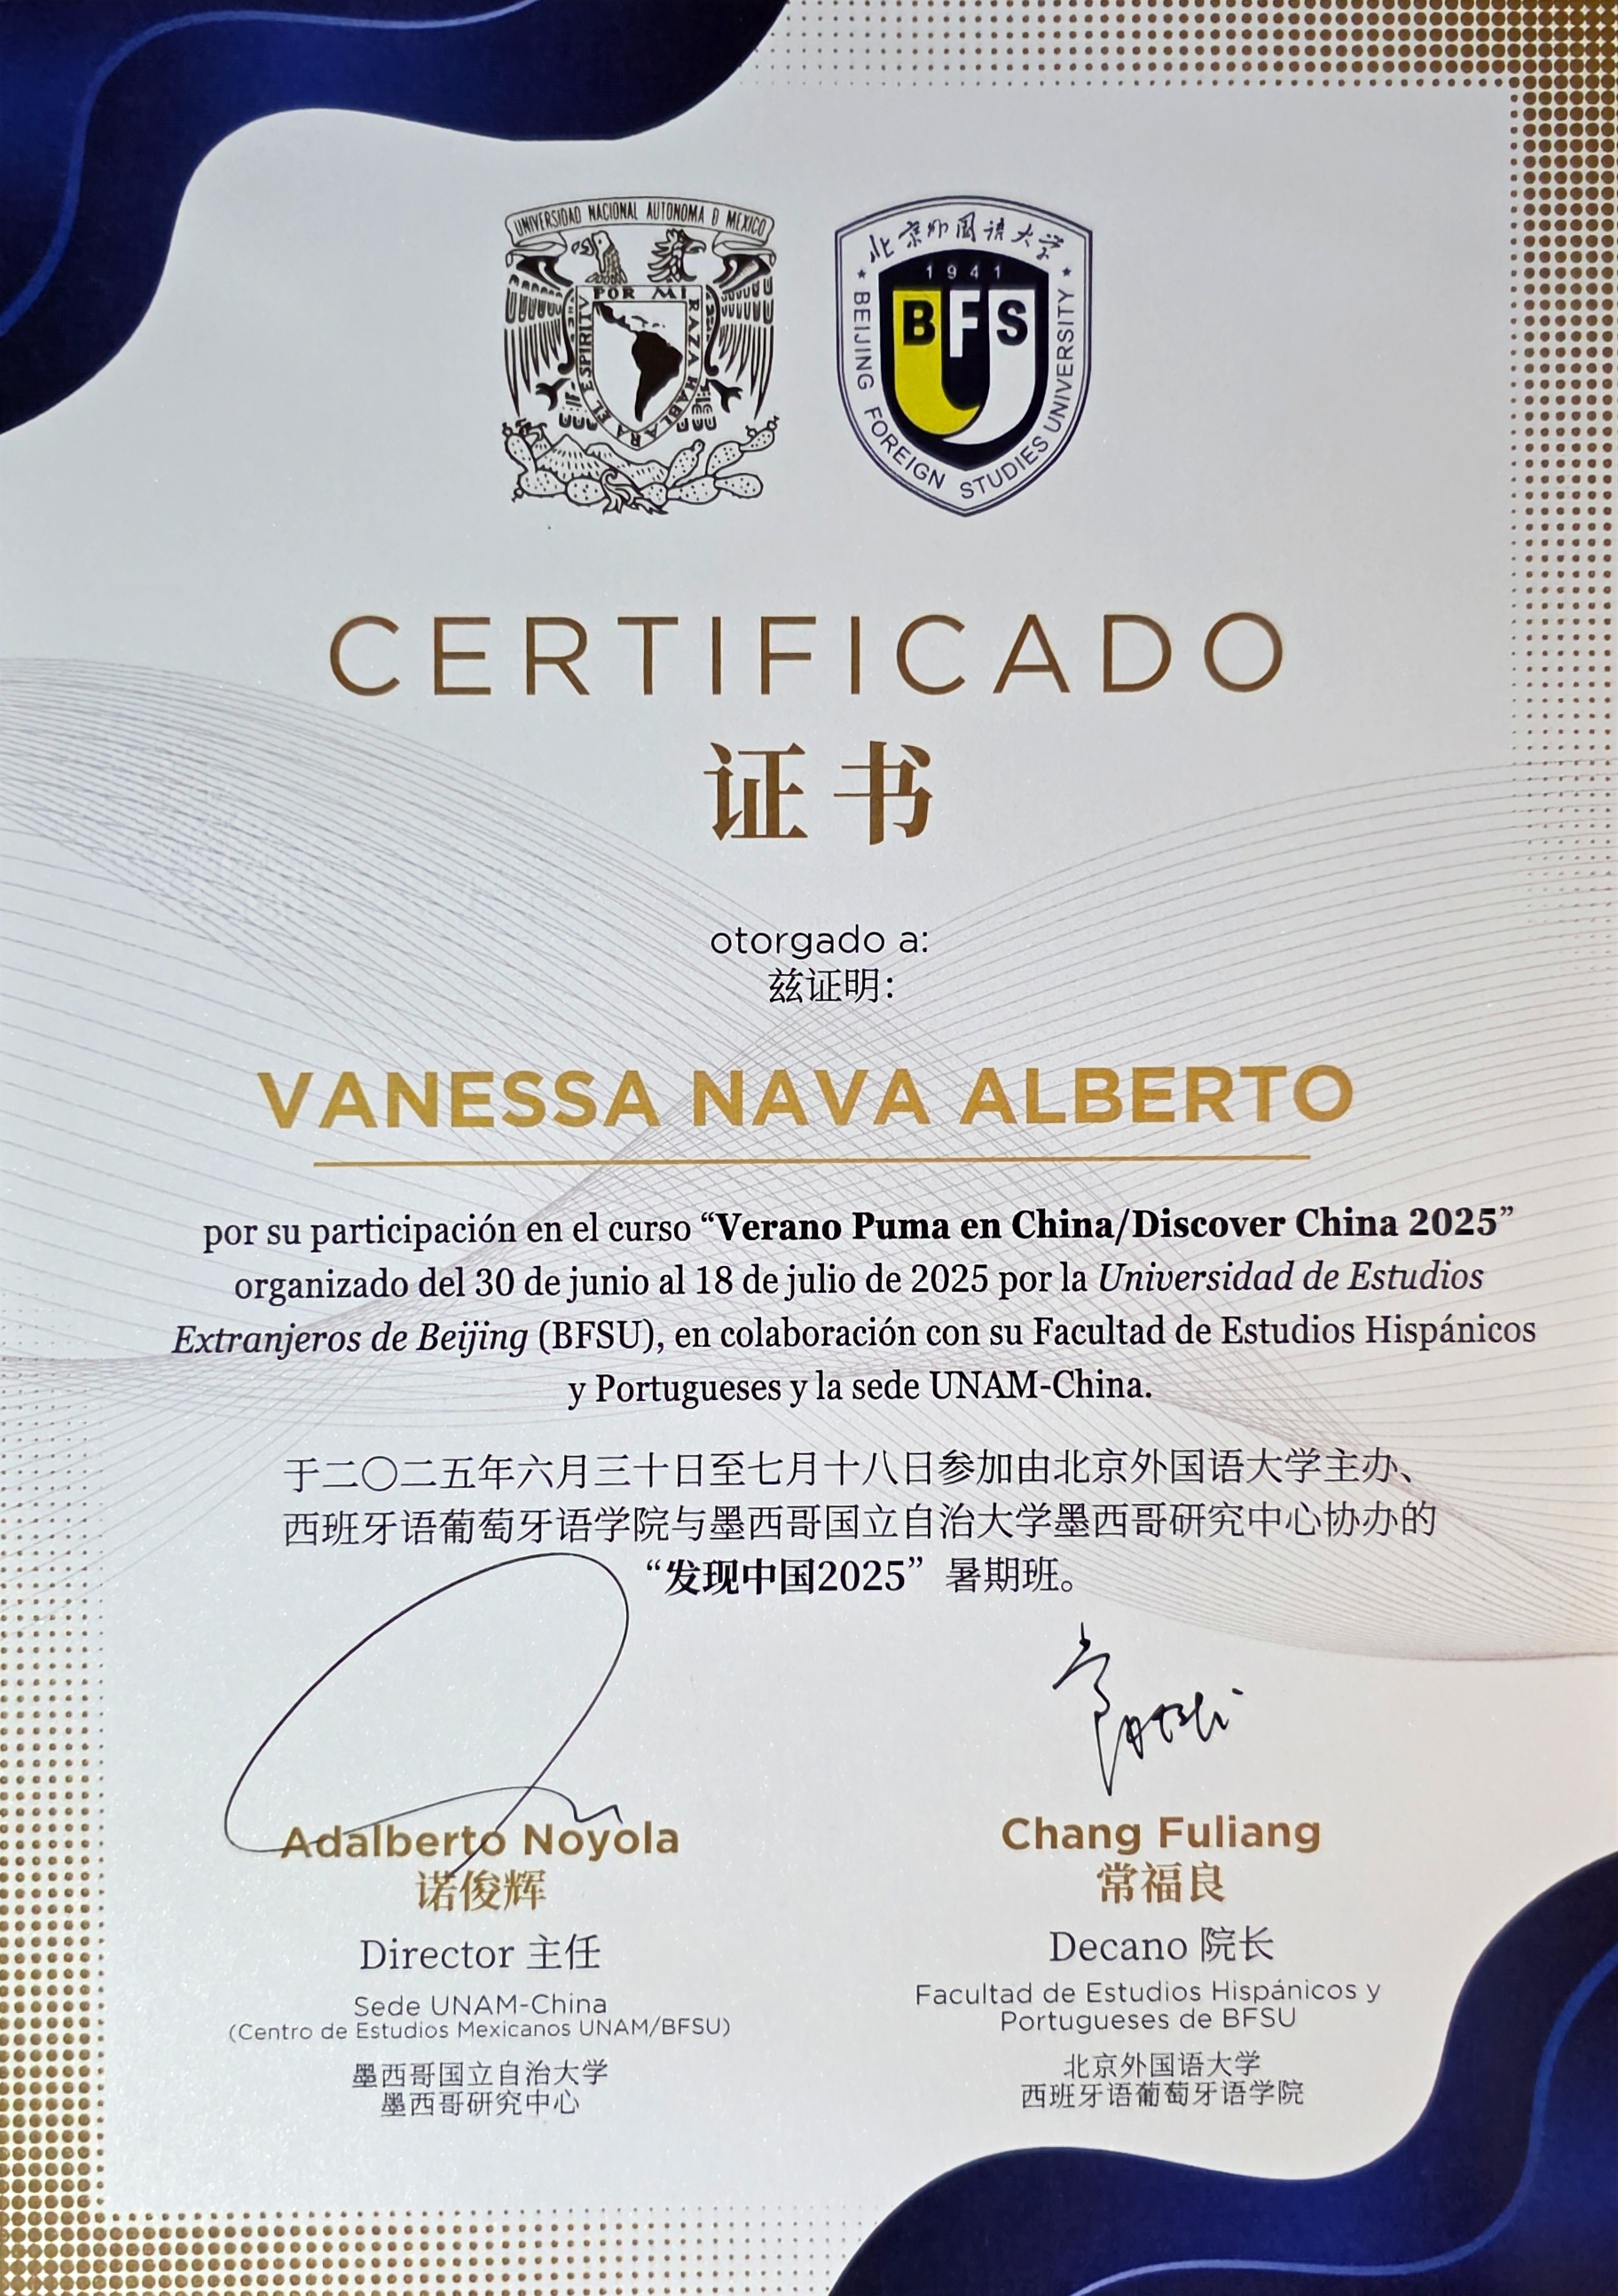 UNIVERSIDAD NACIONAL AUTONOMA D MEXICO
POR MI RAZA HABLARA EL ESPIRITV
北京外国语大学
1941
BFS
BEIJING FOREIGN STUDIES UNIVERSITY
CERTIFICADO
证书
otorgado a:
兹证明:
VANESSA NAVA ALBERTO
por su participación en el curso “Verano Puma en China/Discover China 2025”
organizado del 30 de junio al 18 de julio de 2025 por la Universidad de Estudios
Extranjeros de Beijing (BFSU), en colaboración con su Facultad de Estudios Hispánicos
y Portugueses y la sede UNAM-China.
于二〇二五年六月三十日至七月十八日参加由北京外国语大学主办、
西班牙语葡萄牙语学院与墨西哥国立自治大学墨西哥研究中心协办的
“发现中国2025”暑期班。
Adalberto Noyola
诺俊辉
Director 主任
Sede UNAM-China
(Centro de Estudios Mexicanos UNAM/BFSU)
墨西哥国立自治大学
墨西哥研究中心
Chang Fuliang
常福良
Decano 院长
Facultad de Estudios Hispánicos y
Portugueses de BFSU
北京外国语大学
西班牙语葡萄牙语学院